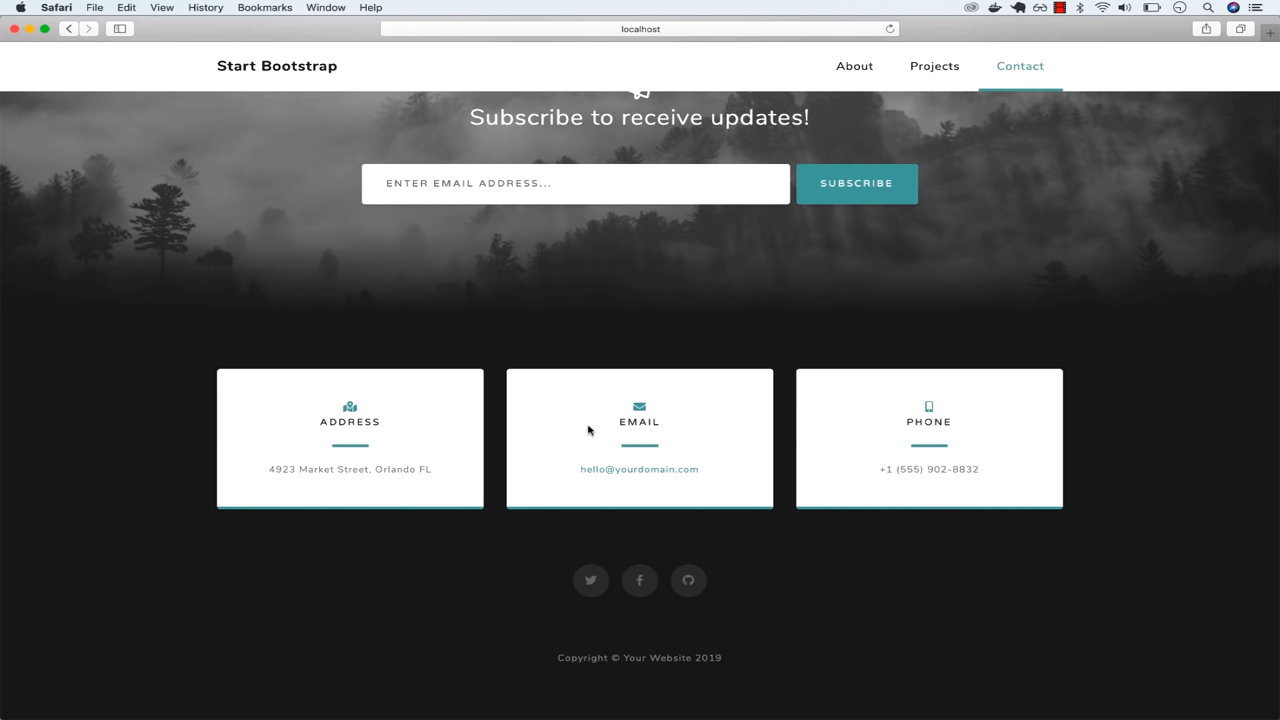 Safari File Edit View History Bookmarks Window Help
localhost
Start Bootstrap About Projects Contact
Subscribe to receive updates!
ENTER EMAIL ADDRESS... SUBSCRIBE
ADDRESS EMAIL PHONE
4923 Market Street, Orlando FL hello@yourdomain.com +1 (555) 902-8832
Copyright © Your Website 2019